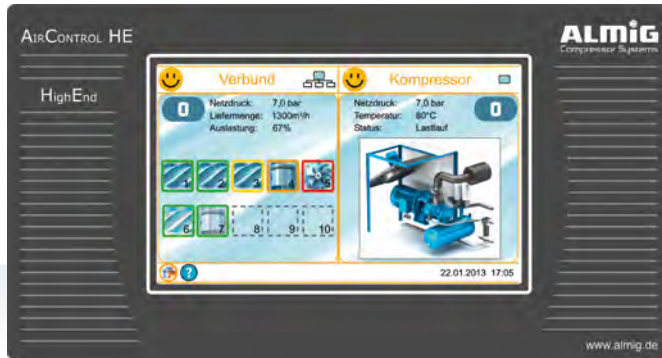 AIRCONTROL HE
HighEnd
ALMiG
Compressor Systems
Verbund
0
Netzdruck: 7,0 bar
Liefermenge: 1300m³/h
Auslastung: 67%
1 2 3 4 5
6 7 8 9 10
Kompressor
Netzdruck: 7,0 bar
Temperatur: 80°C
Status: Lastlauf
0
?
22.01.2013 17:05
www.almig.de